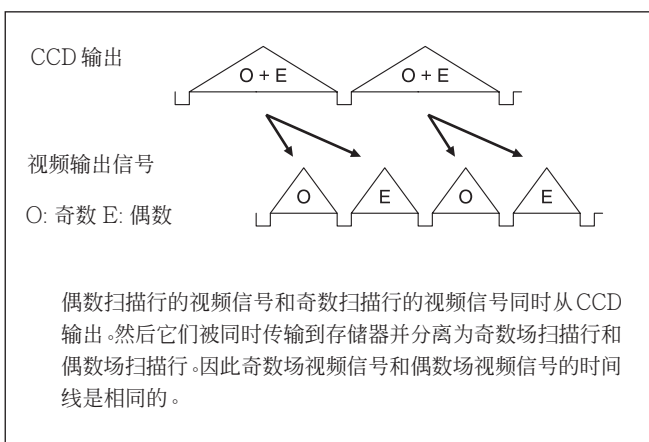 CCD 输出
O + E O + E
视频输出信号
O: 奇数 E: 偶数
O E O E
偶数扫描行的视频信号和奇数扫描行的视频信号同时从CCD
输出。然后它们被同时传输到存储器并分离为奇数场扫描行和
偶数场扫描行。因此奇数场视频信号和偶数场视频信号的时间
线是相同的。